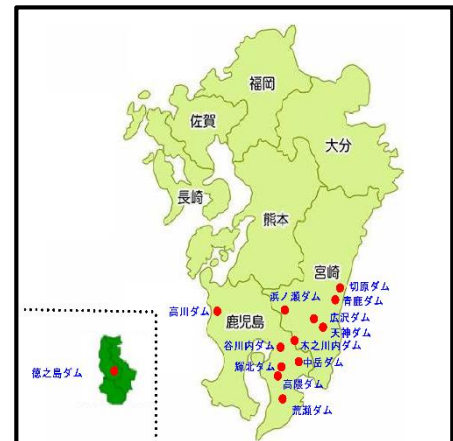 福岡
佐賀
大分
長崎
熊本
宮崎
切原ダム
青鹿ダム
浜ノ瀬ダム
広沢ダム
高川ダム
鹿児島
天神ダム
谷川内ダム
木之川内ダム
輝北ダム
中岳ダム
徳之島ダム
高隈ダム
荒瀬ダム